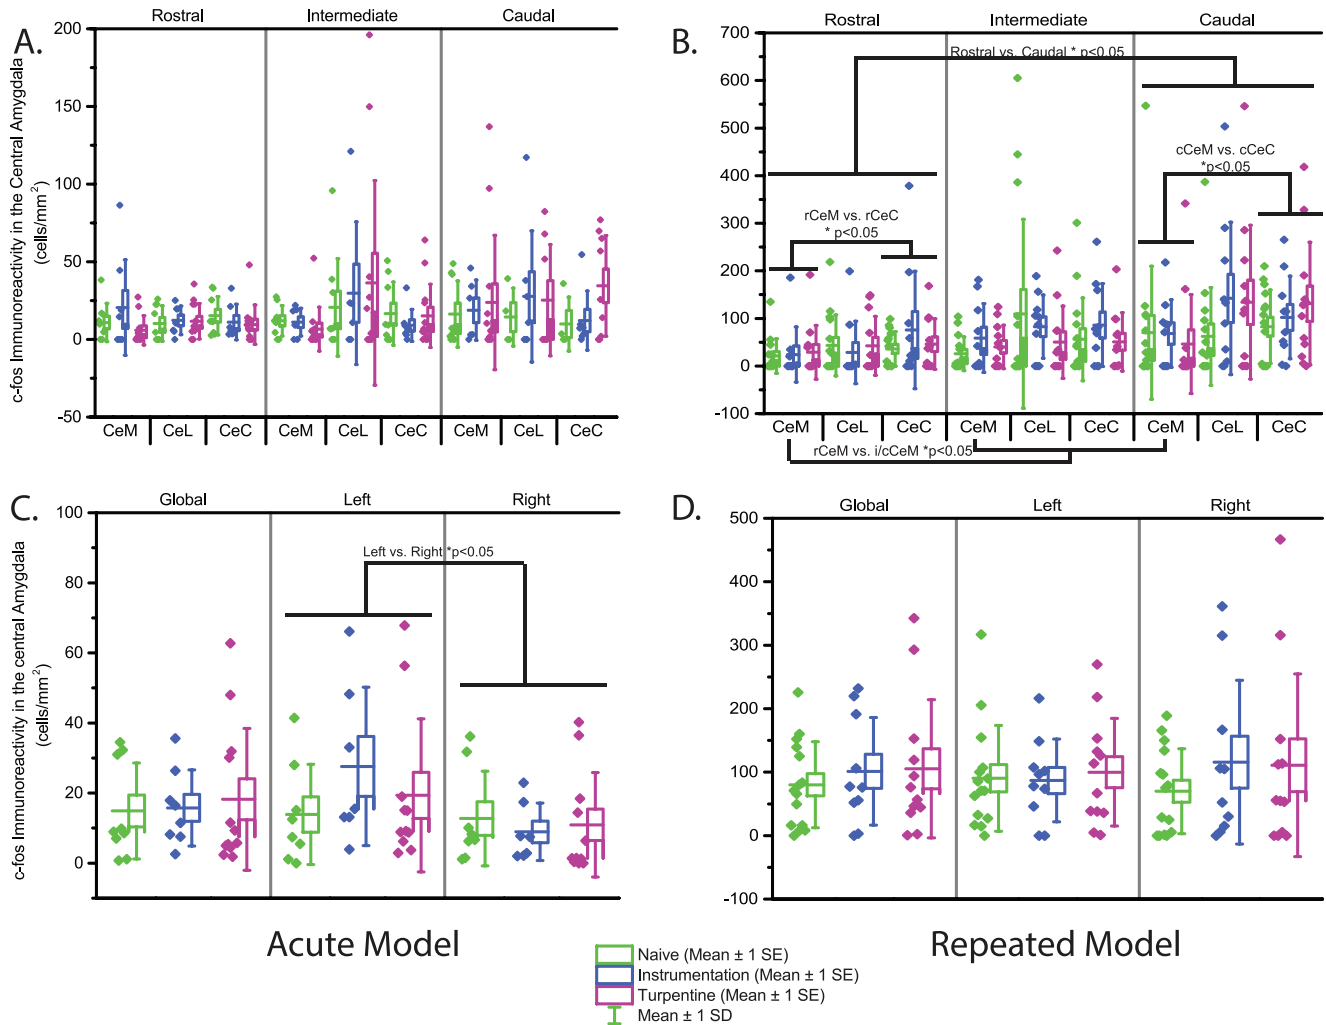 A.
Rostral
Intermediate
Caudal
200
150
100
50
0
-50
c-fos Immunoreactivity in the Central Amygdala
(cells/mm²)
CeM
CeL
CeC
CeM
CeL
CeC
CeM
CeL
CeC
B.
Rostral
Intermediate
Caudal
700
600
500
400
300
200
100
0
-100
Rostral vs. Caudal * p<0.05
cCeM vs. cCeC
*p<0.05
rCeM vs. rCeC
* p<0.05
CeM
CeL
CeC
CeM
CeL
CeC
CeM
CeL
CeC
rCeM vs. i/cCeM *p<0.05
C.
Global
Left
Right
100
80
60
40
20
0
c-fos Immunoreactivity in the central Amygdala
(cells/mm²)
Left vs. Right *p<0.05
D.
Global
Left
Right
500
400
300
200
100
0
-100
Acute Model
Repeated Model
Naive (Mean ± 1 SE)
Instrumentation (Mean ± 1 SE)
Turpentine (Mean ± 1 SE)
Mean ± 1 SD